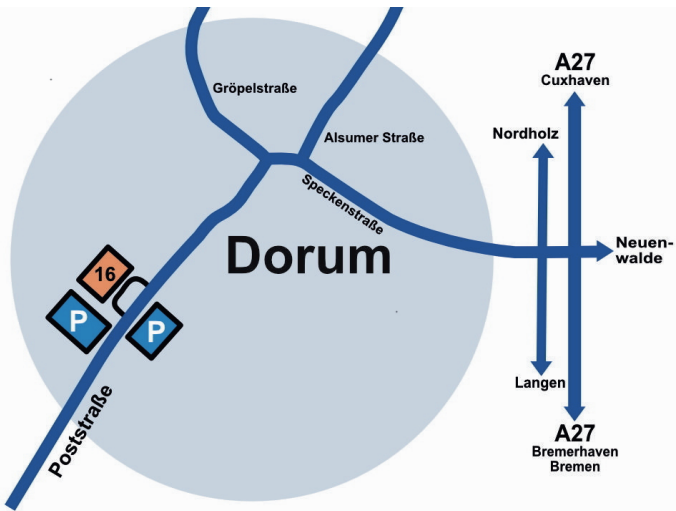 A27
Cuxhaven
Gröpelstraße
Nordholz
Alsumer Straße
Speckenstraße
Dorum
Neuen-
walde
16
P
P
Langen
Poststraße
A27
Bremerhaven
Bremen